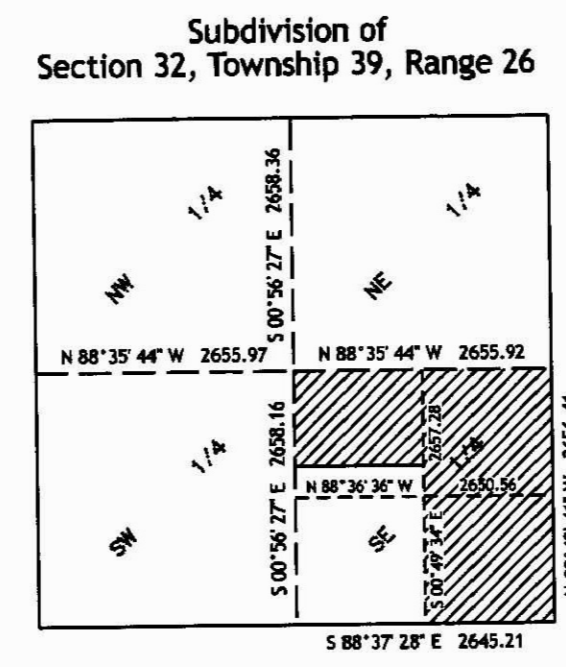 Subdivision of
Section 32, Township 39, Range 26
S 00°56' 27" E 2658.36
1/4
NW
1/4
NE
N 88°35' 44" W 2655.97
N 88°35' 44" W 2655.92
S 00°56' 27" E 2658.16
1/4
SW
1/4
SE
N 88°36' 36" W 2650.56
S 00°49' 34" E 2657.28
S 88°37' 28" E 2645.21